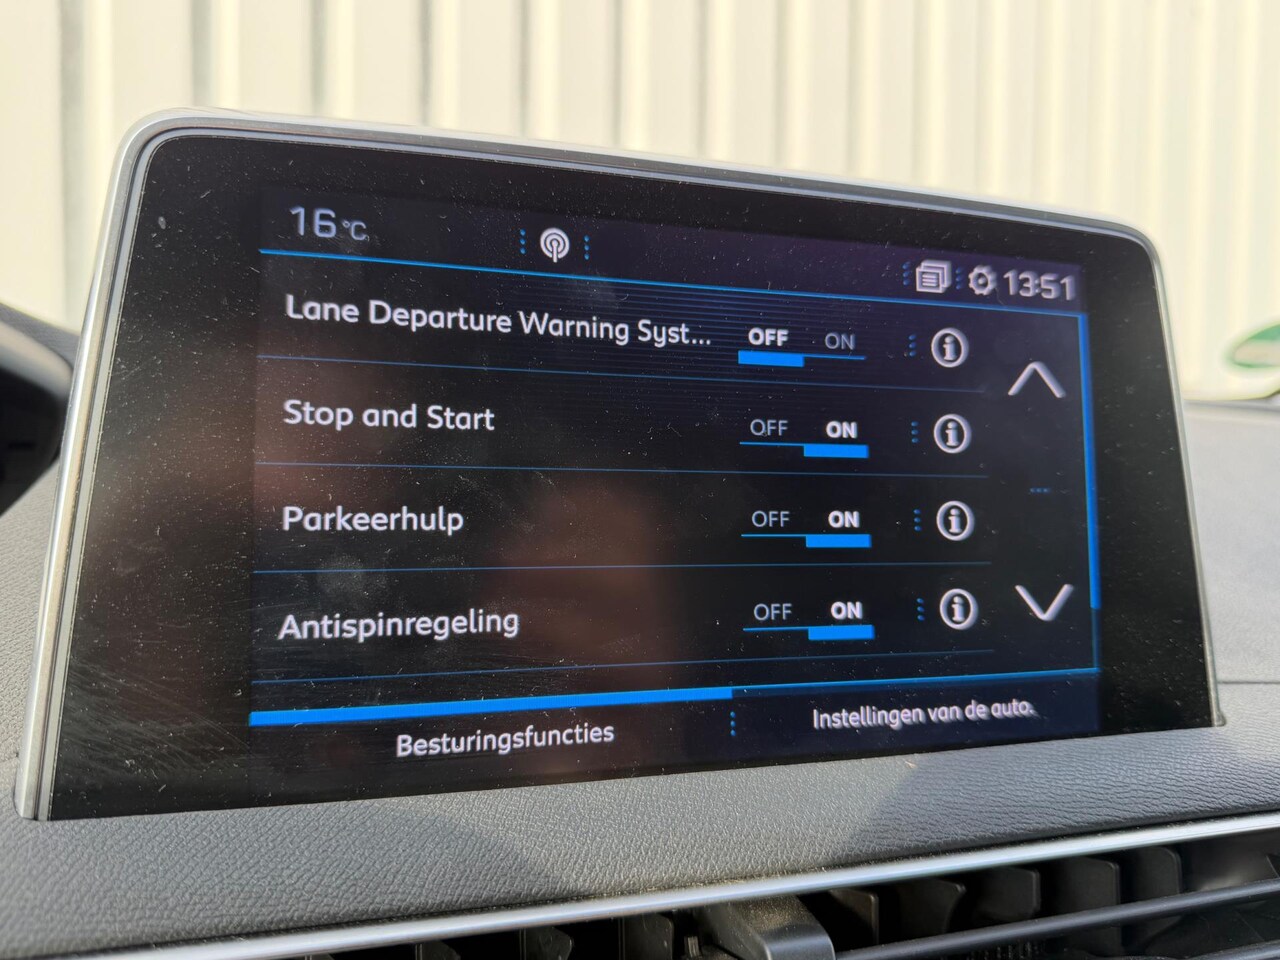 16 °C
13:51
Lane Departure Warning Syst... OFF ON
Stop and Start OFF ON
Parkeerhulp OFF ON
Antispinregeling OFF ON
Besturingsfuncties
Instellingen van de auto.